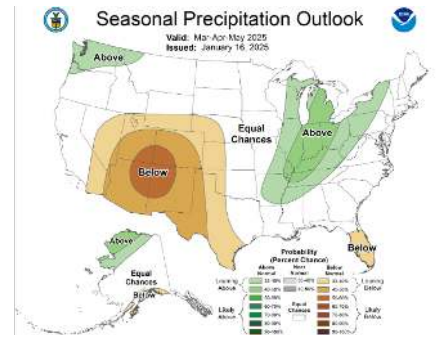 Seasonal Precipitation Outlook
Valid: Mar-Apr-May 2025
Issued: January 16, 2025
Above
Equal
Chances
Above
Below
Above
Equal
Chances
Below
Below
Probability
(Percent Chance)
Above
Normal
Near
Normal
Below
Normal
Leaning
Above
Likely
Above
Equal
Chances
Leaning
Below
Likely
Below